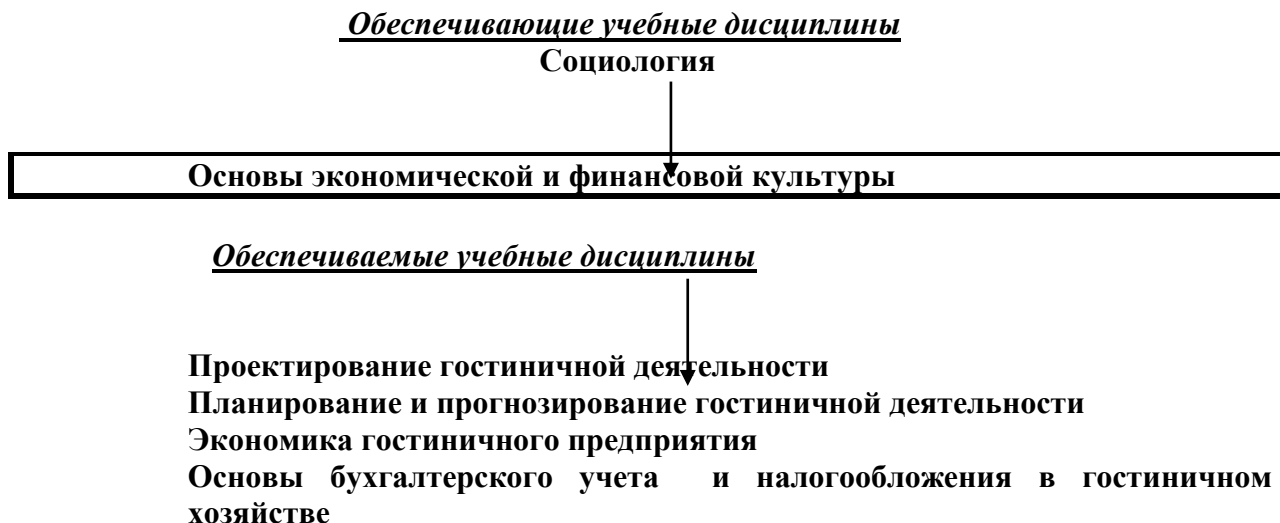 Обеспечивающие учебные дисциплины
Социология
Основы экономической и финансовой культуры
Обеспечиваемые учебные дисциплины
Проектирование гостиничной деятельности
Планирование и прогнозирование гостиничной деятельности
Экономика гостиничного предприятия
Основы бухгалтерского учета и налогообложения в гостиничном
хозяйстве